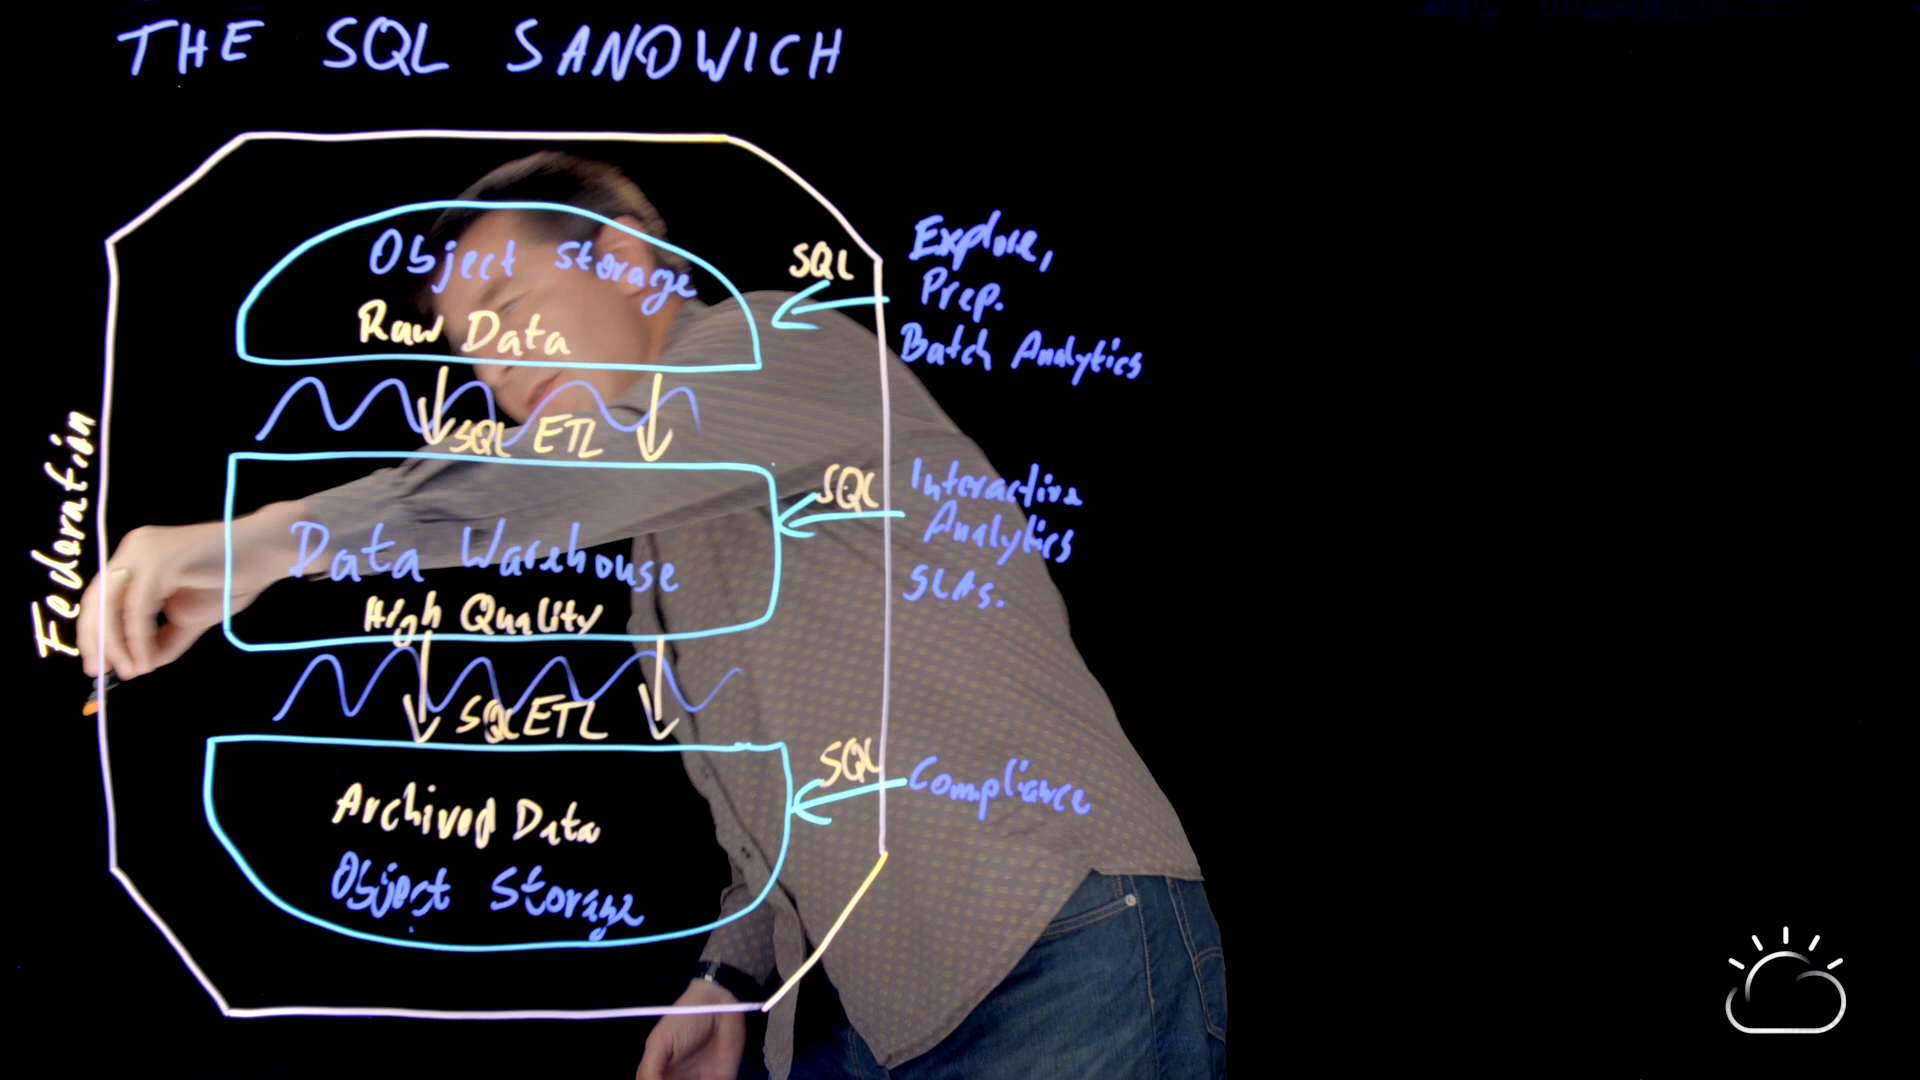 THE SQL SANDWICH
Federation
Object Storage
Raw Data
SQL
Explore,
Prep.
Batch Analytics
SQL ETL
Data Warehouse
High Quality
SQL
Interactive
Analytics
SLAs.
SQL ETL
Archived Data
Object Storage
SQL
Compliance